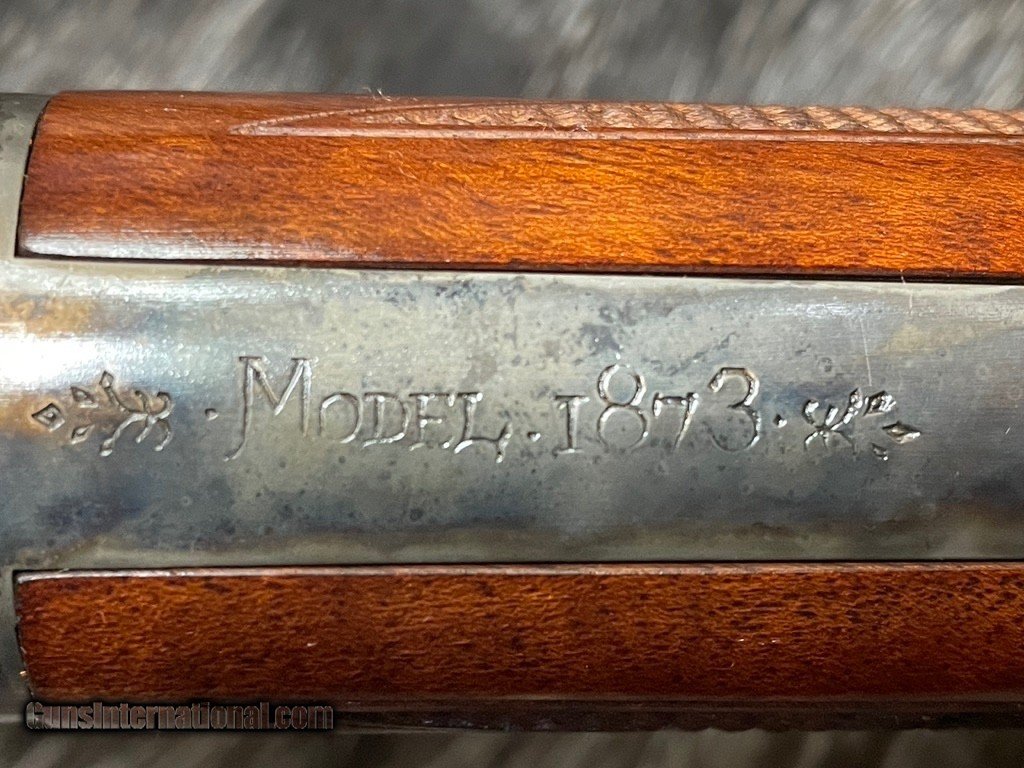 · MODEL · 1873 ·
GunsInternational.com